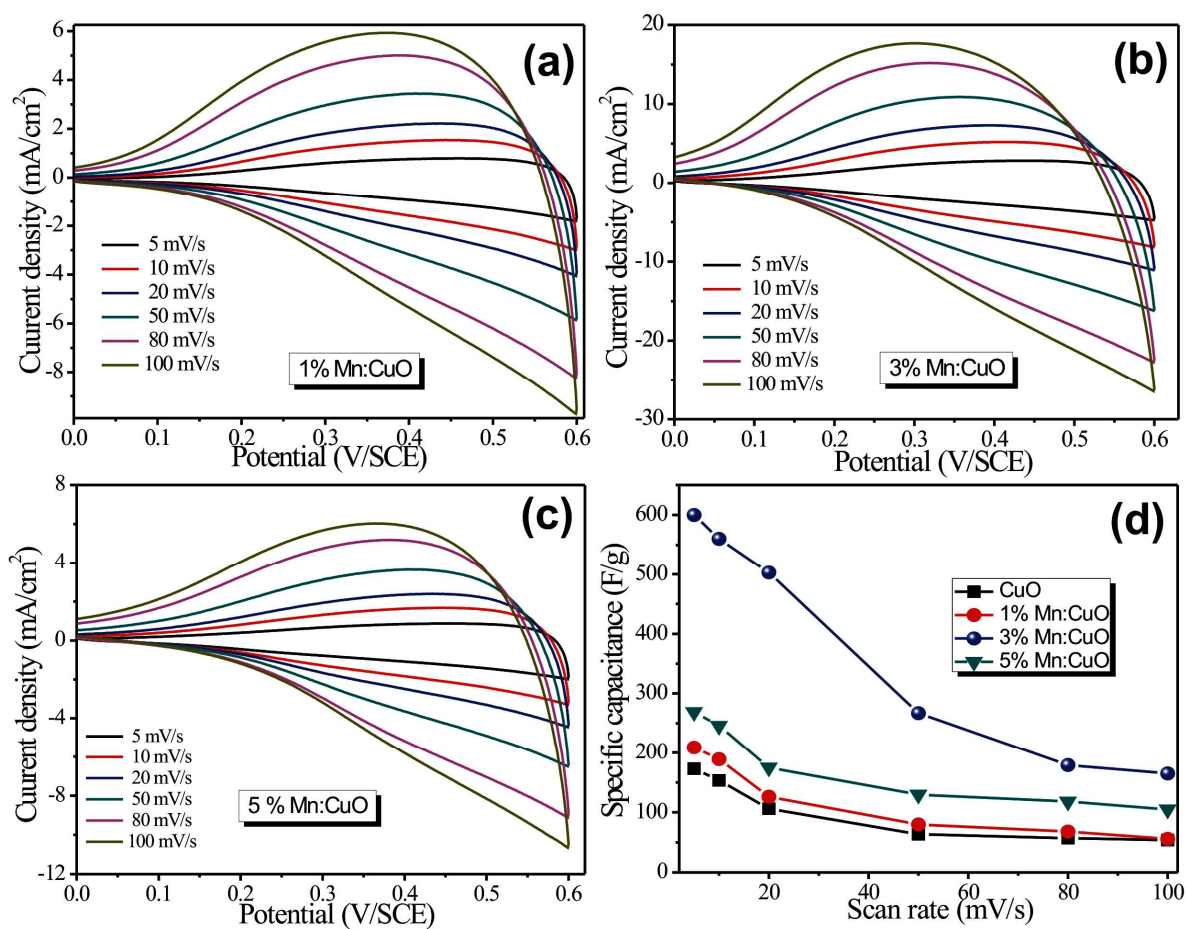 (a)
6
4
2
0
-2
-4
-6
-8
Cuurent density (mA/cm²)
5 mV/s
10 mV/s
20 mV/s
50 mV/s
80 mV/s
100 mV/s
1% Mn:CuO
0.0 0.1 0.2 0.3 0.4 0.5 0.6
Potential (V/SCE)
(b)
20
10
0
-10
-20
-30
Current density (mA/cm²)
5 mV/s
10 mV/s
20 mV/s
50 mV/s
80 mV/s
100 mV/s
3% Mn:CuO
0.0 0.1 0.2 0.3 0.4 0.5 0.6
Potential (V/SCE)
(c)
8
4
0
-4
-8
-12
Cuurent density (mA/cm²)
5 mV/s
10 mV/s
20 mV/s
50 mV/s
80 mV/s
100 mV/s
5 % Mn:CuO
0.0 0.1 0.2 0.3 0.4 0.5 0.6
Potential (V/SCE)
(d)
600
500
400
300
200
100
0
Specific capacitance (F/g)
CuO
1% Mn:CuO
3% Mn:CuO
5% Mn:CuO
20 40 60 80 100
Scan rate (mV/s)